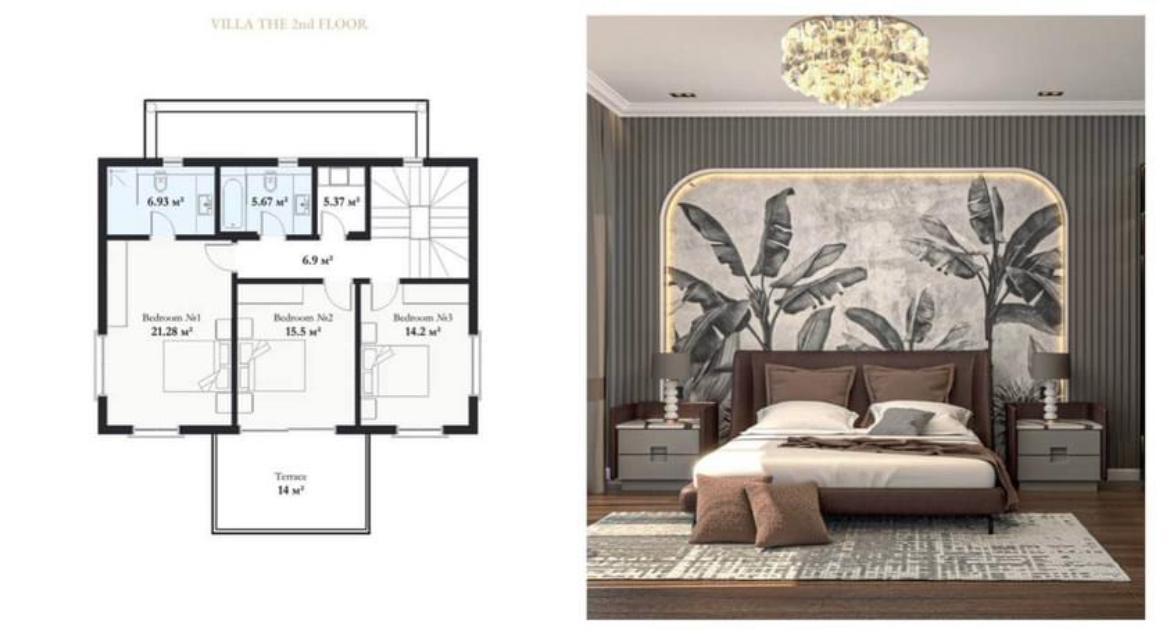 VILLA THE 2nd FLOOR
6.93 м²
5.67 м²
5.37 м²
6.9 м²
Bedroom №1
21.28 м²
Bedroom №2
15.5 м²
Bedroom №3
14.2 м²
Terrace
14 м²